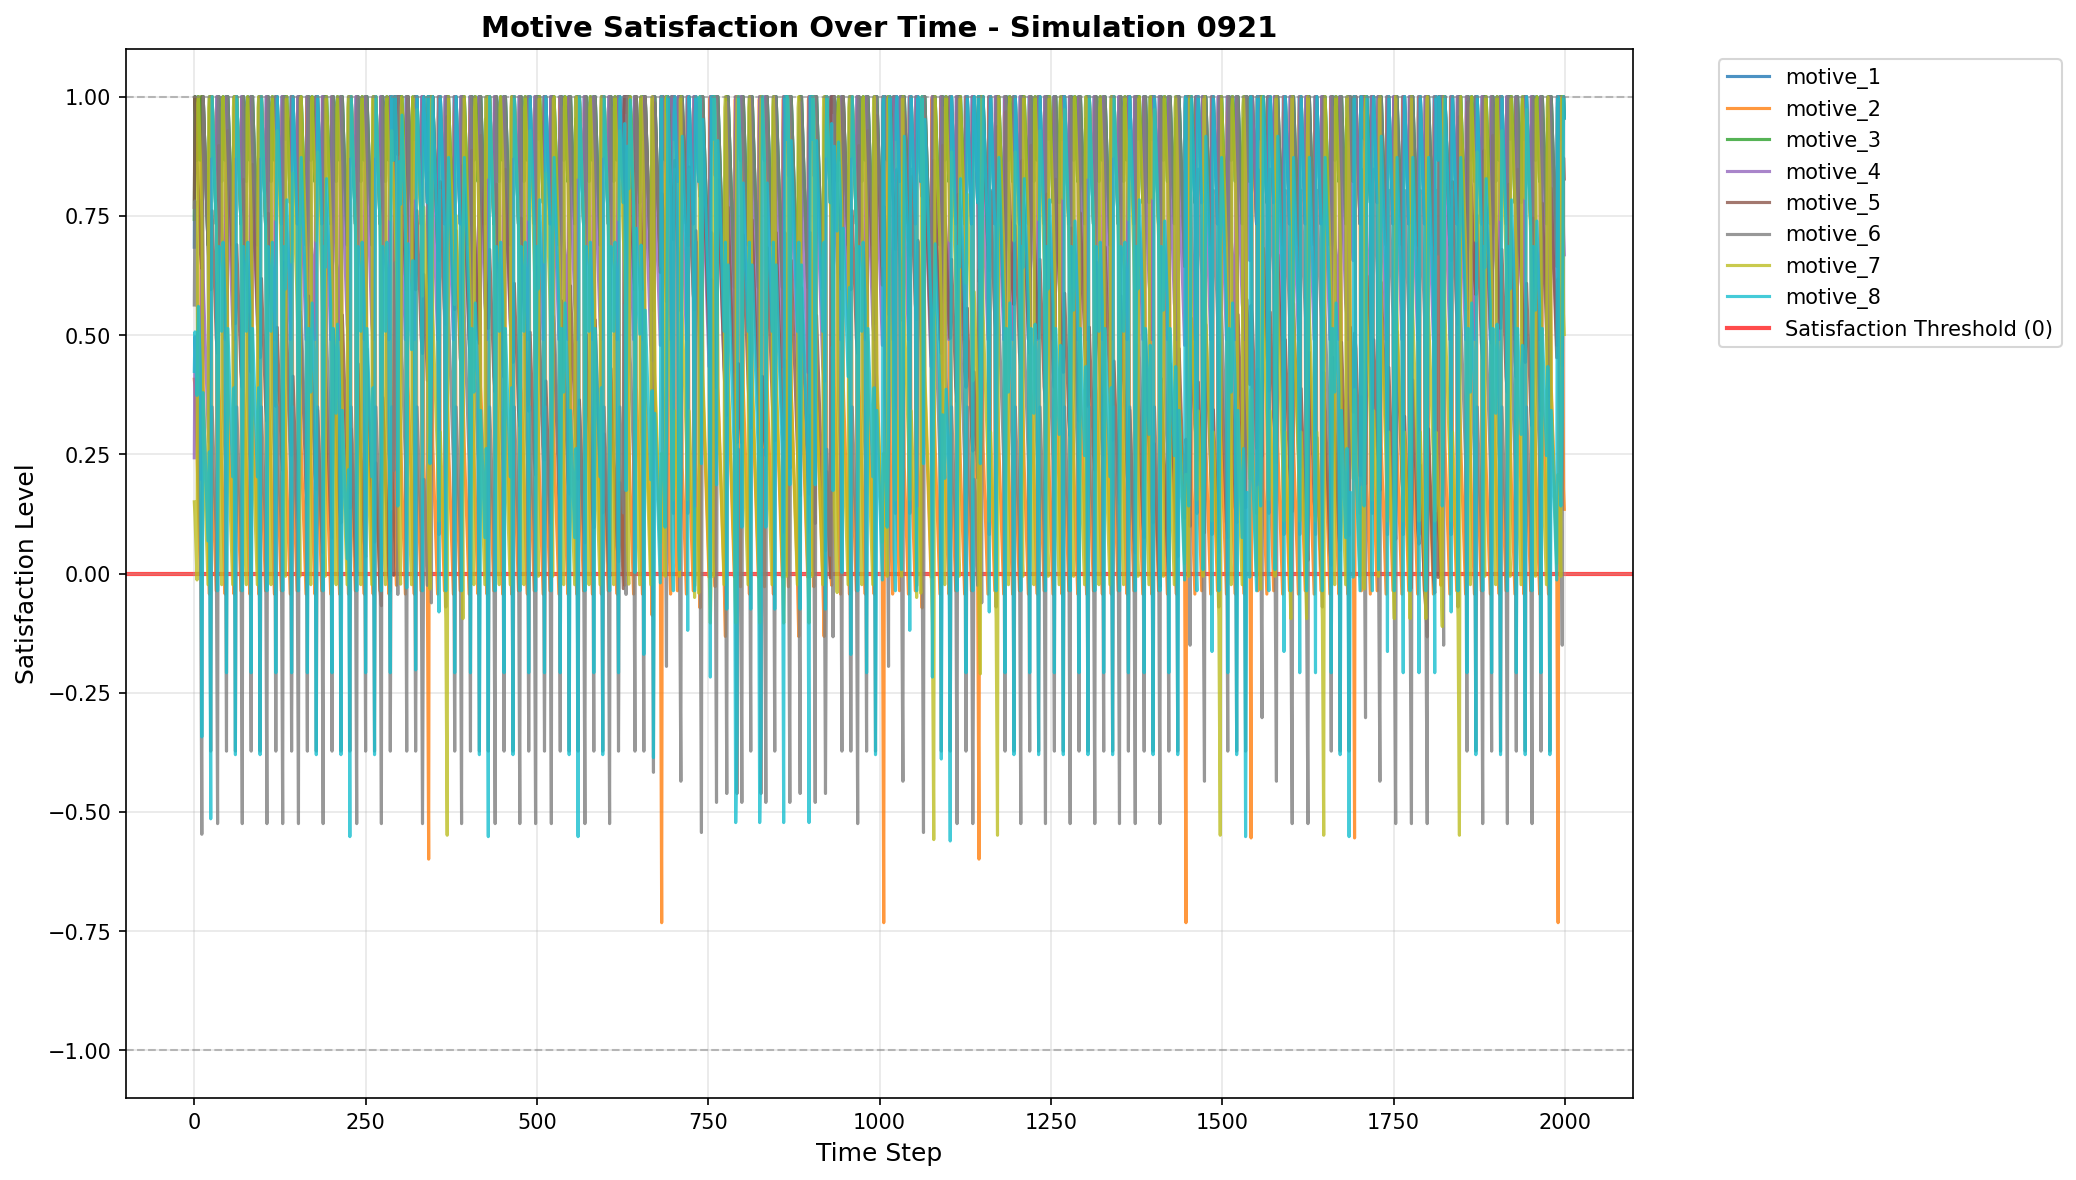 Motive Satisfaction Over Time - Simulation 0921
1.00
0.75
0.50
0.25
0.00
−0.25
−0.50
−0.75
−1.00
Satisfaction Level
0 250 500 750 1000 1250 1500 1750 2000
Time Step
motive_1
motive_2
motive_3
motive_4
motive_5
motive_6
motive_7
motive_8
Satisfaction Threshold (0)